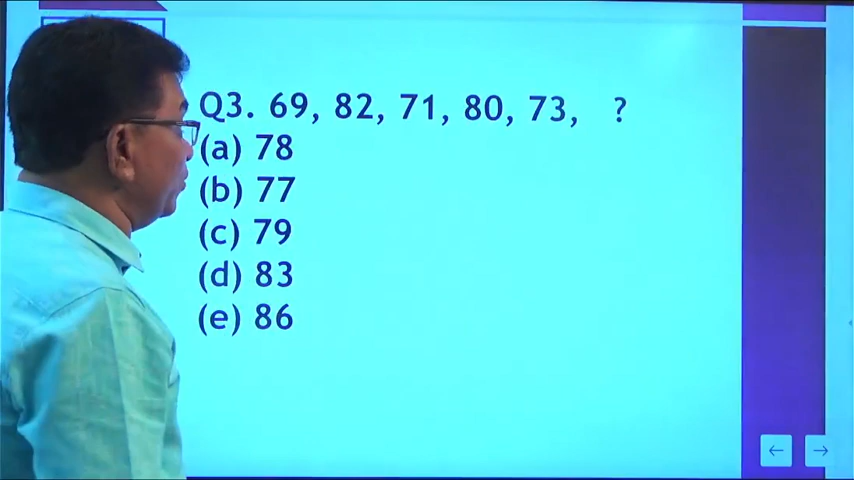 Q3. 69, 82, 71, 80, 73, ?
(a) 78
(b) 77
(c) 79
(d) 83
(e) 86